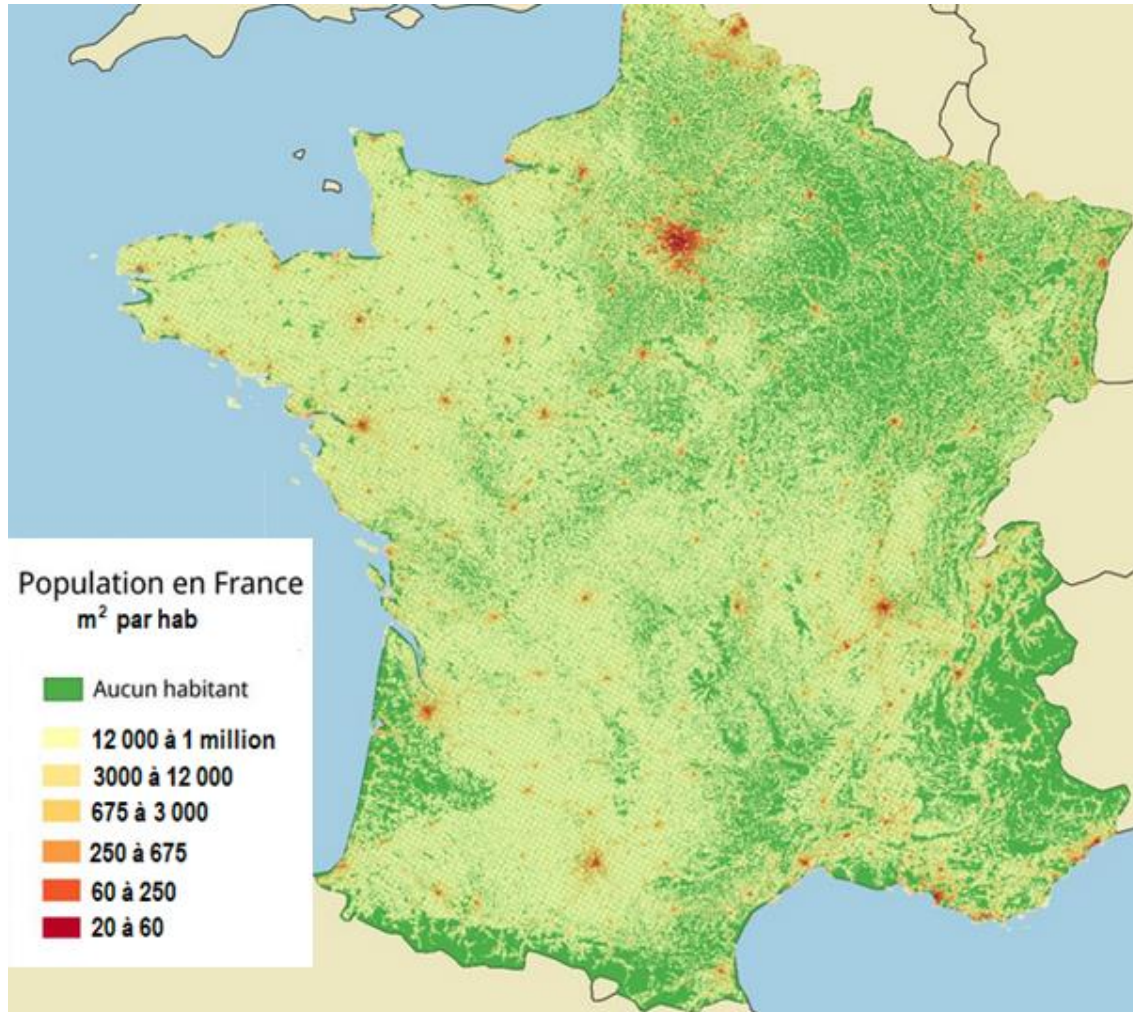 Population en France
m² par hab
Aucun habitant
12 000 à 1 million
3000 à 12 000
675 à 3 000
250 à 675
60 à 250
20 à 60